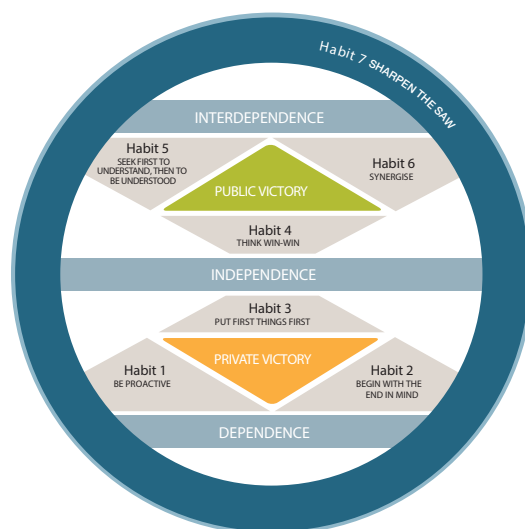 Habit 7 SHARPEN THE SAW
INTERDEPENDENCE
Habit 5
SEEK FIRST TO
UNDERSTAND, THEN TO
BE UNDERSTOOD
Habit 6
SYNERGISE
PUBLIC VICTORY
Habit 4
THINK WIN-WIN
INDEPENDENCE
Habit 3
PUT FIRST THINGS FIRST
PRIVATE VICTORY
Habit 1
BE PROACTIVE
Habit 2
BEGIN WITH THE
END IN MIND
DEPENDENCE